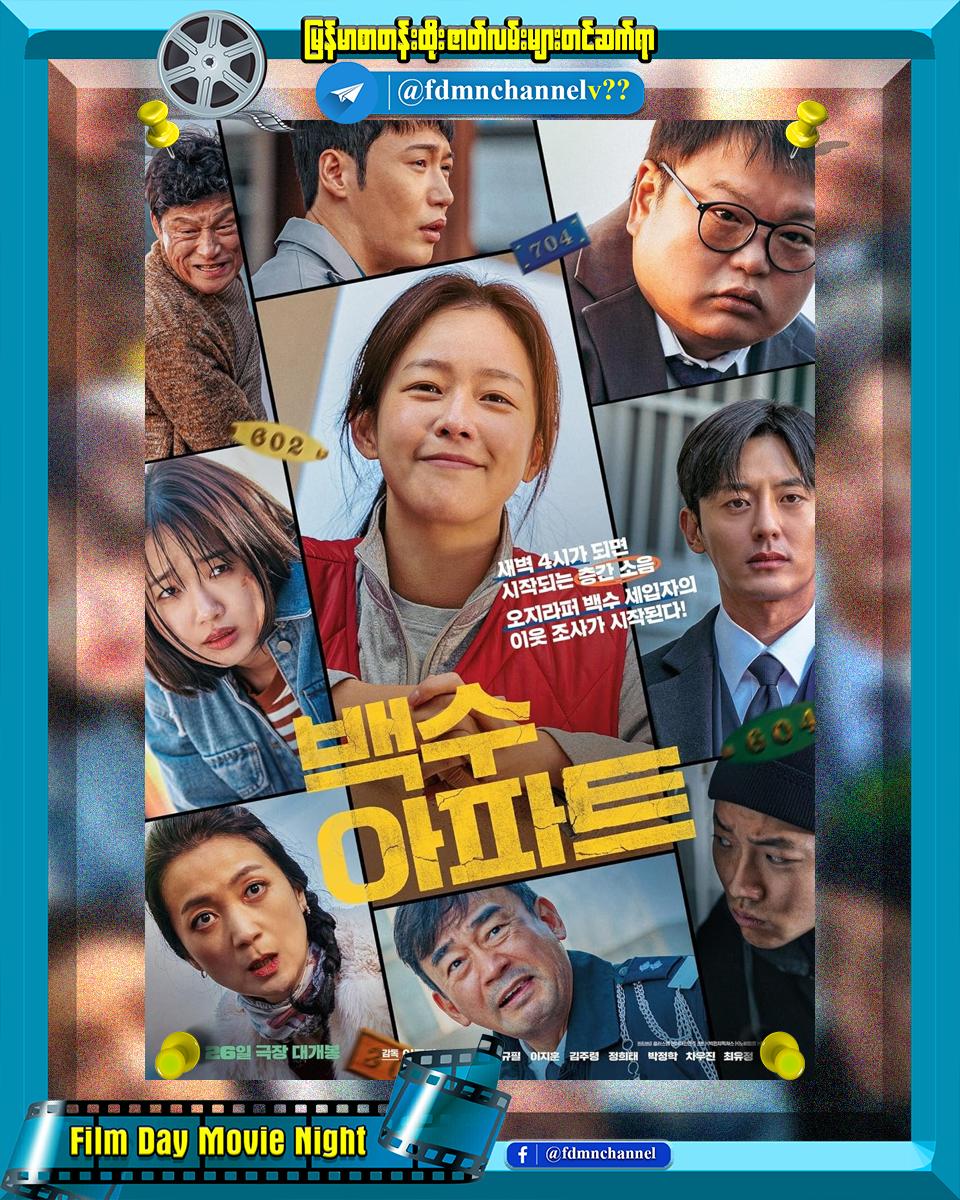 မြန်မာစာတန်းထိုးဇာတ်လမ်းများတင်ဆက်ရာ
@fdmnchannelv??
704
602
새벽 4시가 되면
시작되는 층간 소음
오지라퍼 백수 세입자의
이웃 조사가 시작된다!
604
백수
아파트
26일 극장 대개봉
감독
규필 이지훈 김주령 정희태 박정학 차우진 최유정
Film Day Movie Night
@fdmnchannel